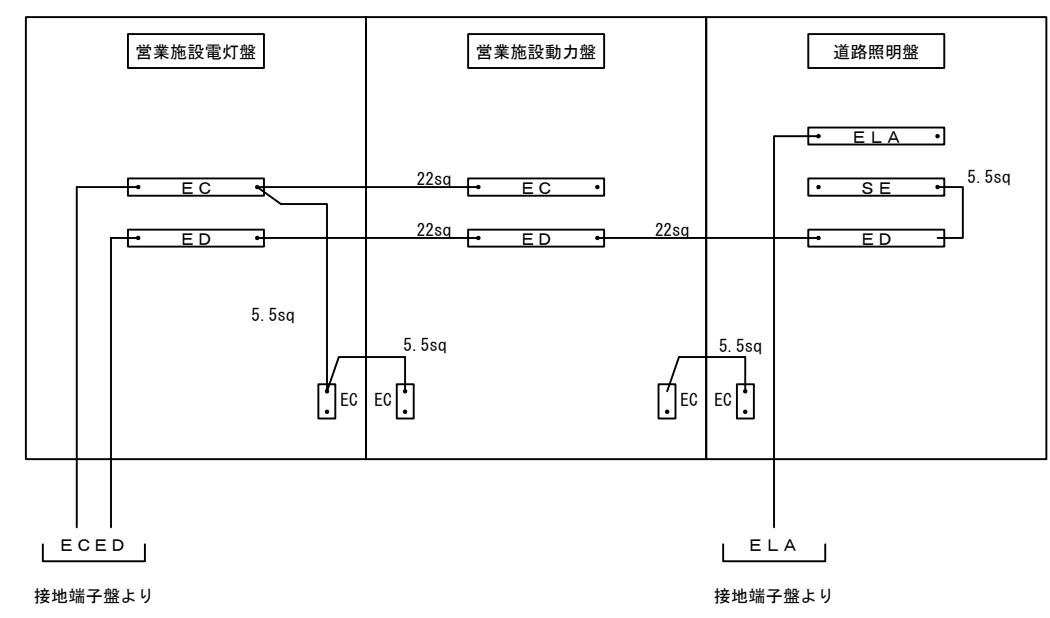 営業施設電灯盤
営業施設動力盤
道路照明盤
ELA
EC
22sq
EC
SE
5.5sq
ED
22sq
ED
22sq
ED
5.5sq
5.5sq
5.5sq
EC
EC
EC
EC
ECED
ELA
接地端子盤より
接地端子盤より